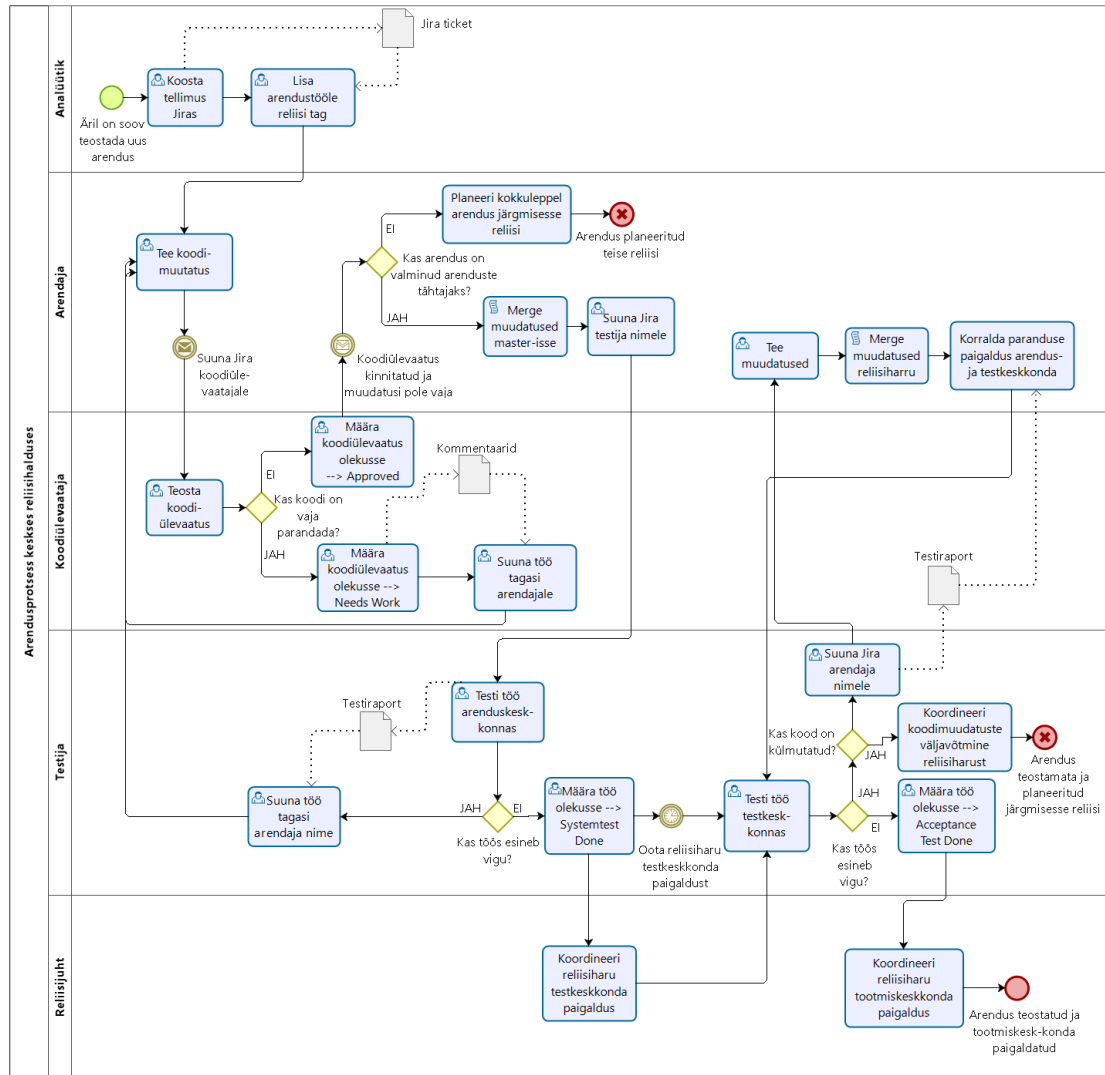 Arendusprotsess keskses reliisihalduses
Analüütik
Jira ticket
Koosta
tellimus
Jiras
Lisa
arendustööle
reliisi tag
Äril on soov
teostada uus
arendus
Arendaja
Planeeri kokkuleppel
arendus järgmisesse
reliisi
EI
Arendus planeeritud
teise reliisi
Tee koodi-
muutatus
Kas arendus on
valminud arenduste
tähtajaks?
JAH
Merge
muudatused
master-isse
Suuna Jira
testija nimele
Suuna Jira
koodiüle-
vaatajale
Koodiülevaatus
kinnitatud ja
muudatusi pole vaja
Tee
muudatused
Merge
muudatused
reliisiharru
Korralda paranduse
paigaldus arendus-
ja testkeskkonda
Koodiülevaataja
Määra
koodiülevaatus
olekusse
--> Approved
Kommentaarid
EI
Teosta
koodi-
ülevaatus
Kas koodi on
vaja
parandada?
JAH
Määra
koodiülevaatus
olekusse -->
Needs Work
Suuna töö
tagasi
arendajale
Testiraport
Testija
Suuna Jira
arendaja
nimele
Testi töö
arenduskesk-
konnas
Testiraport
Kas kood on
külmutatud?
JAH
Koordineeri
koodimuudatuste
väljavõtmine
reliisiharust
Arendus
teostamata ja
planeeritud
järgmisesse reliisi
Suuna töö
tagasi
arendaja nime
JAH
EI
Kas töös esineb
vigu?
Määra töö
olekusse -->
Systemtest
Done
Oota reliisiharu
testkeskkonda
paigaldust
Testi töö
testkesk-
konnas
JAH
EI
Kas töös
esineb
vigu?
Määra töö
olekusse -->
Acceptance
Test Done
Reliisijuht
Koordineeri
reliisiharu
testkeskkonda
paigaldus
Koordineeri
reliisiharu
tootmiskeskkonda
paigaldus
Arendus teostatud ja
tootmiskesk-konda
paigaldatud